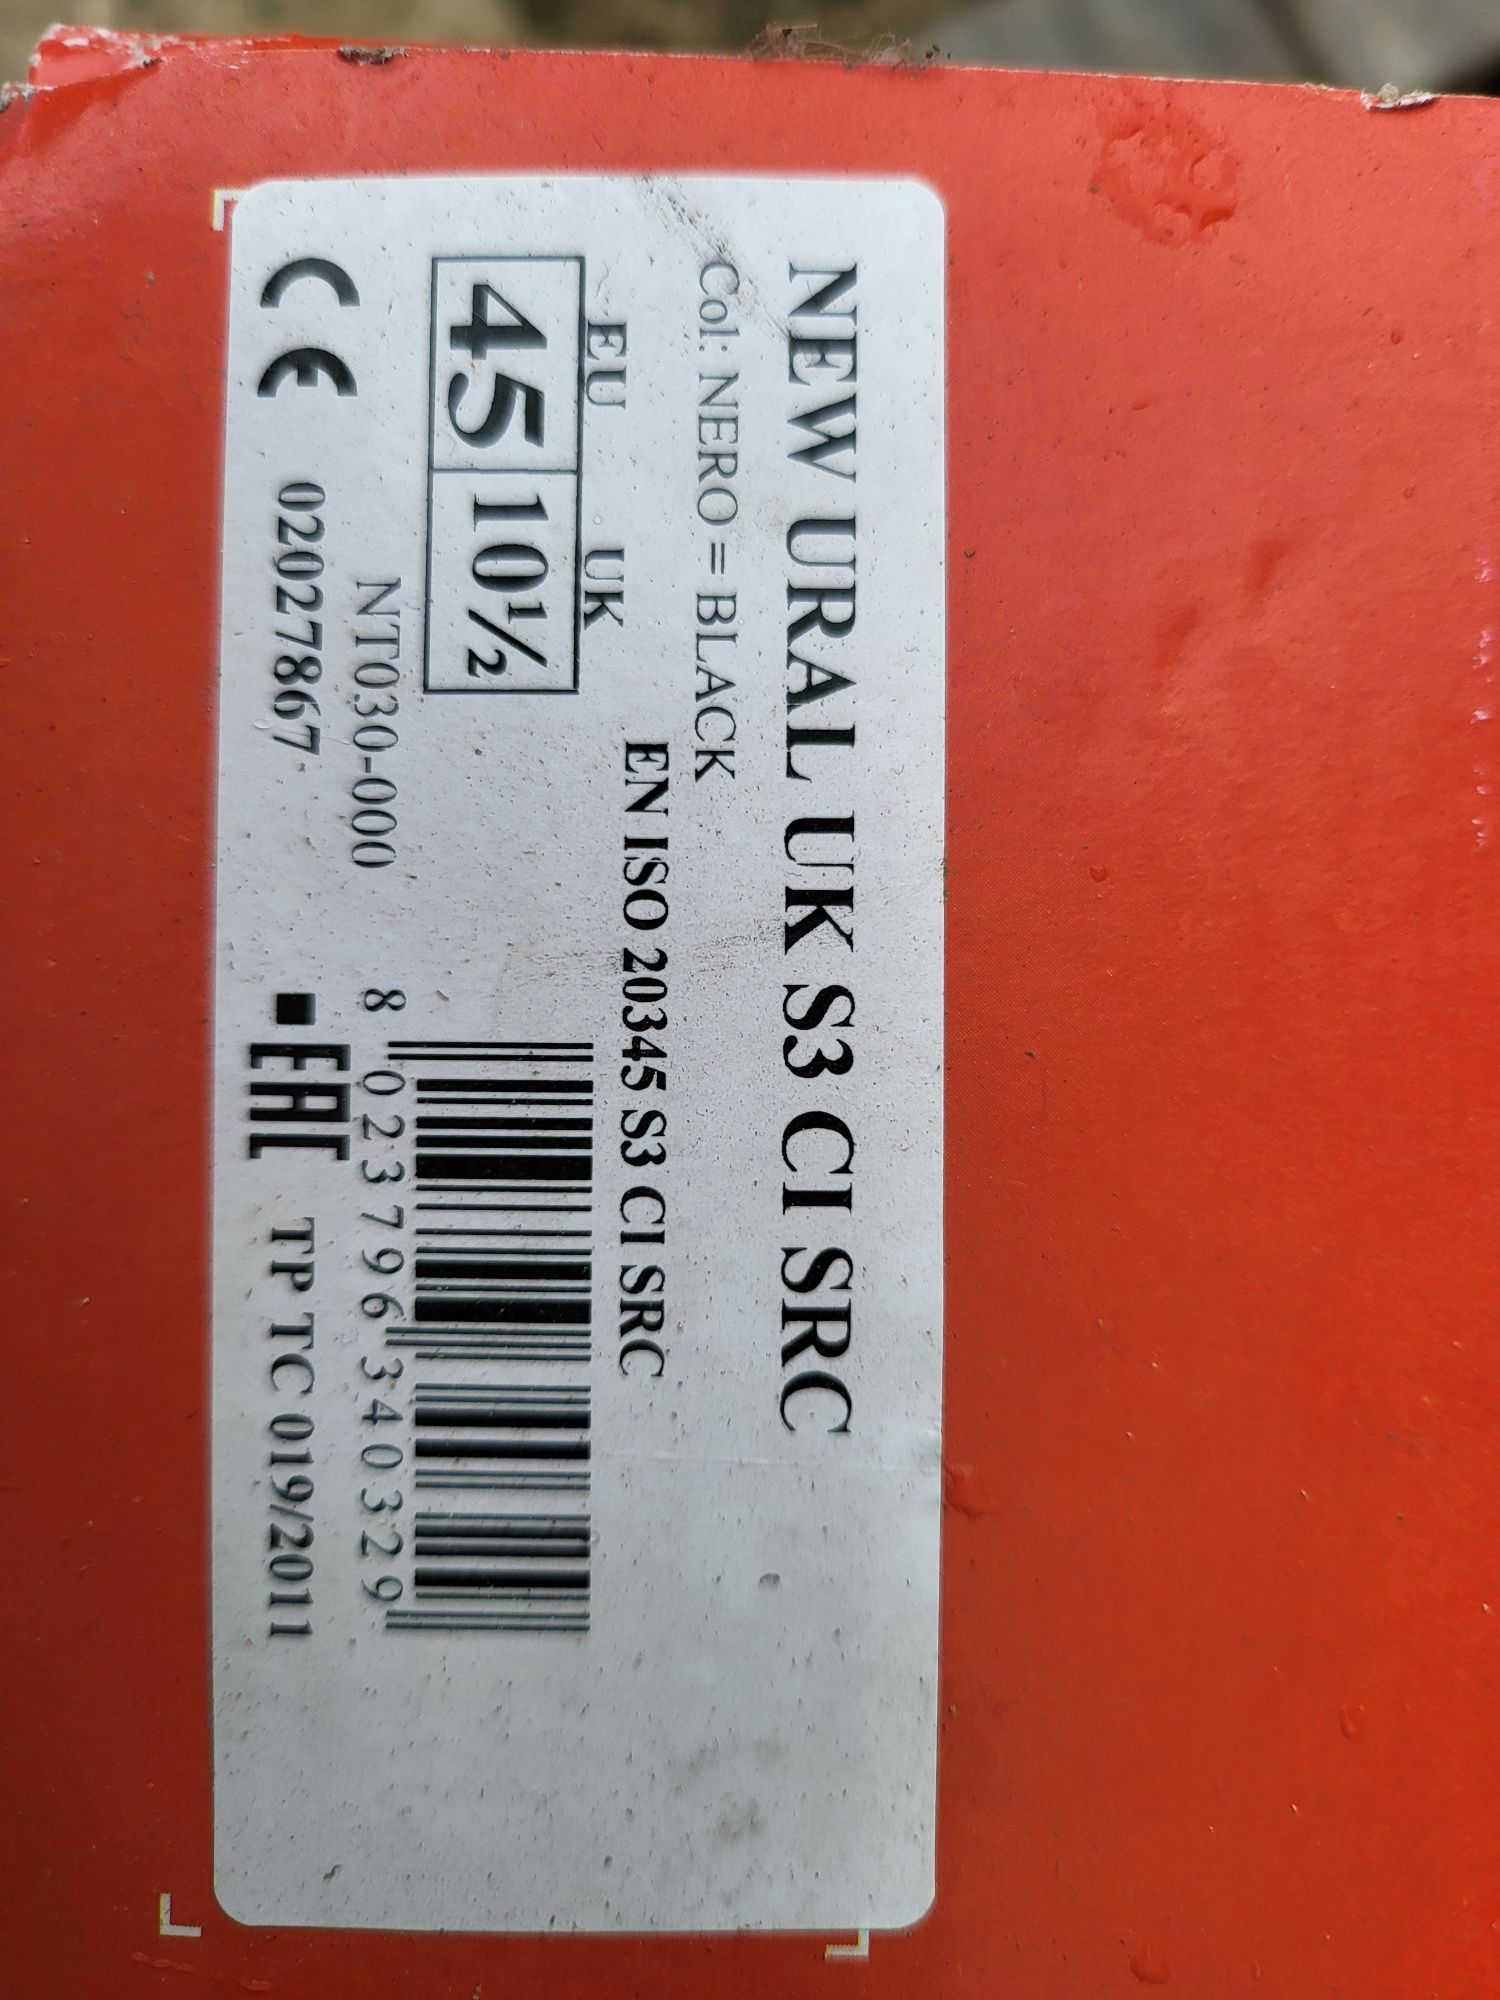 NEW URAL UK S3 CI SRC
Col: NERO = BLACK
EN ISO 20345 S3 CI SRC
EU UK
45 10½
NT030-000
8 023796 340329
CE 02027867
EAC TP TC 019/2011